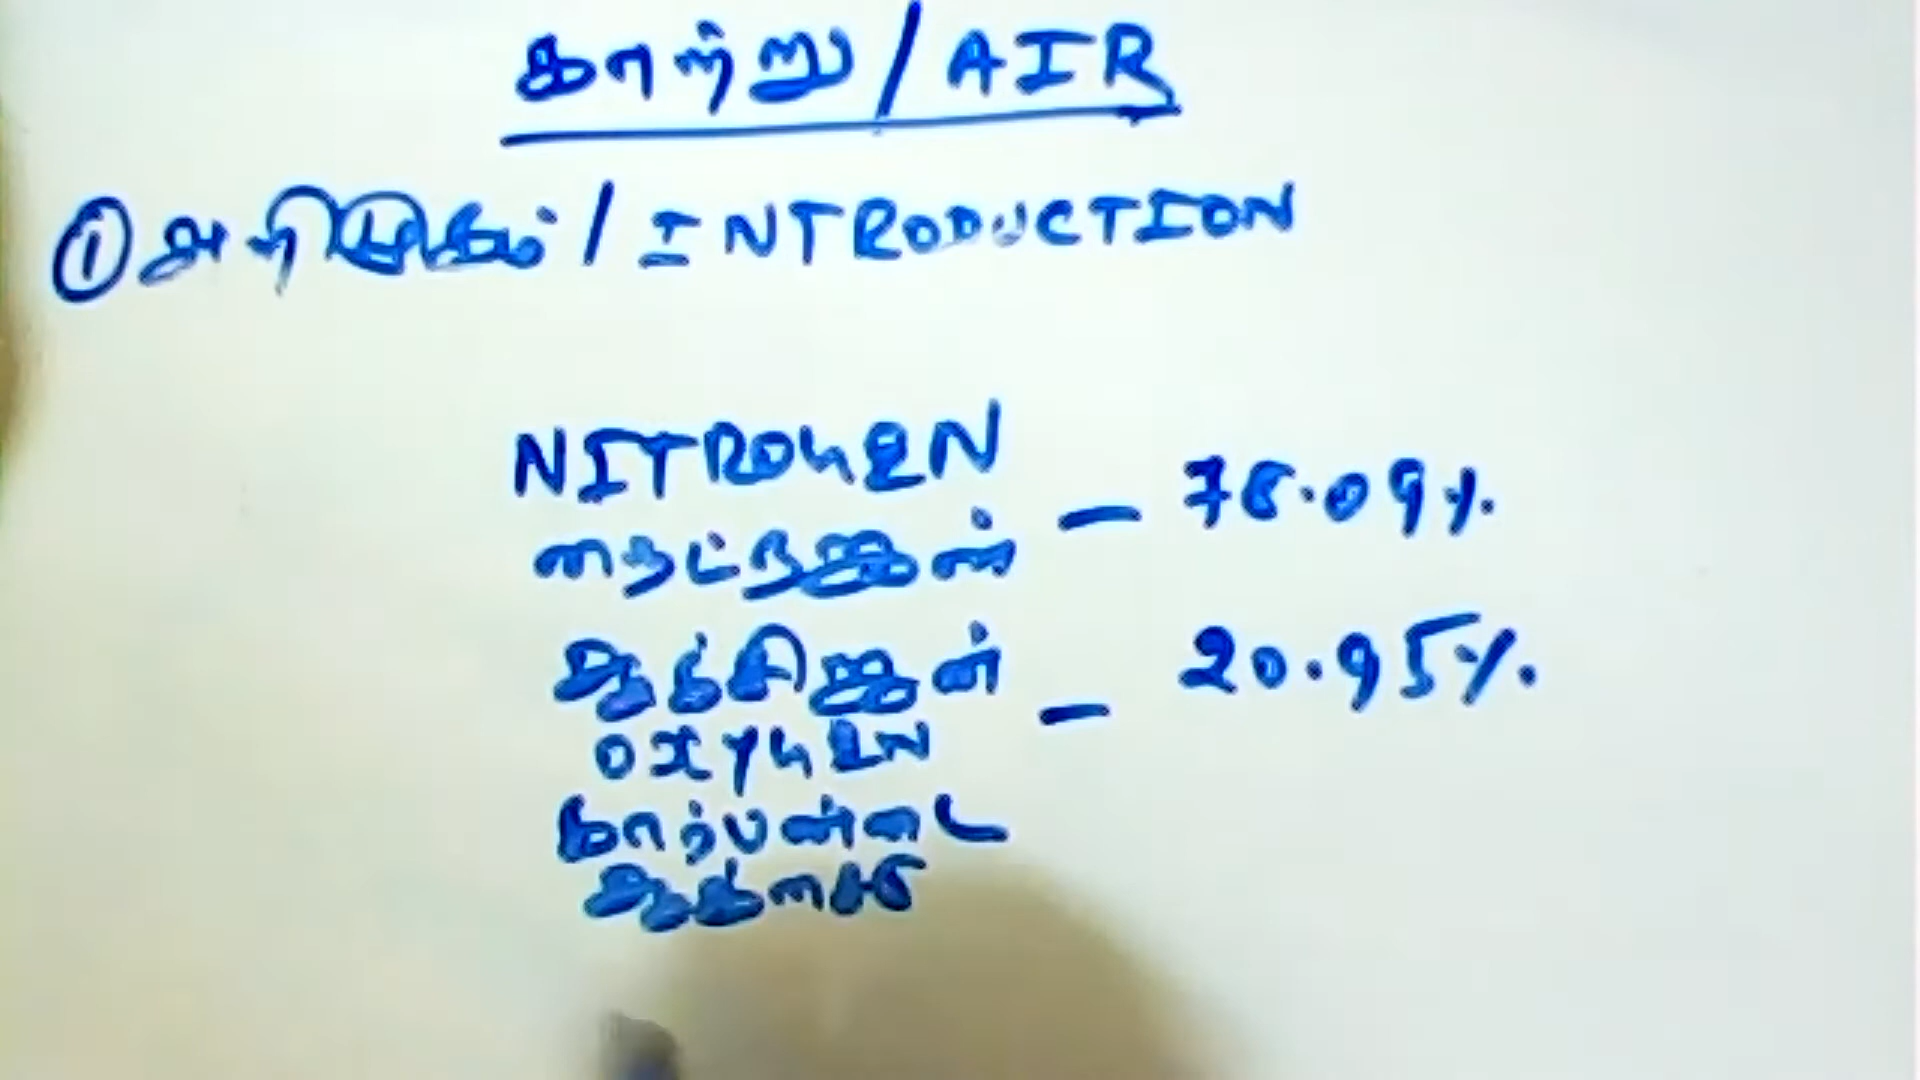 காற்று / AIR
① அறிமுகம் / INTRODUCTION
NITROGEN
நைட்ரஜன் - 78.09%
ஆக்சிஜன் - 20.95%
OXYGEN
கார்பன்டை
ஆக்ஸைடு